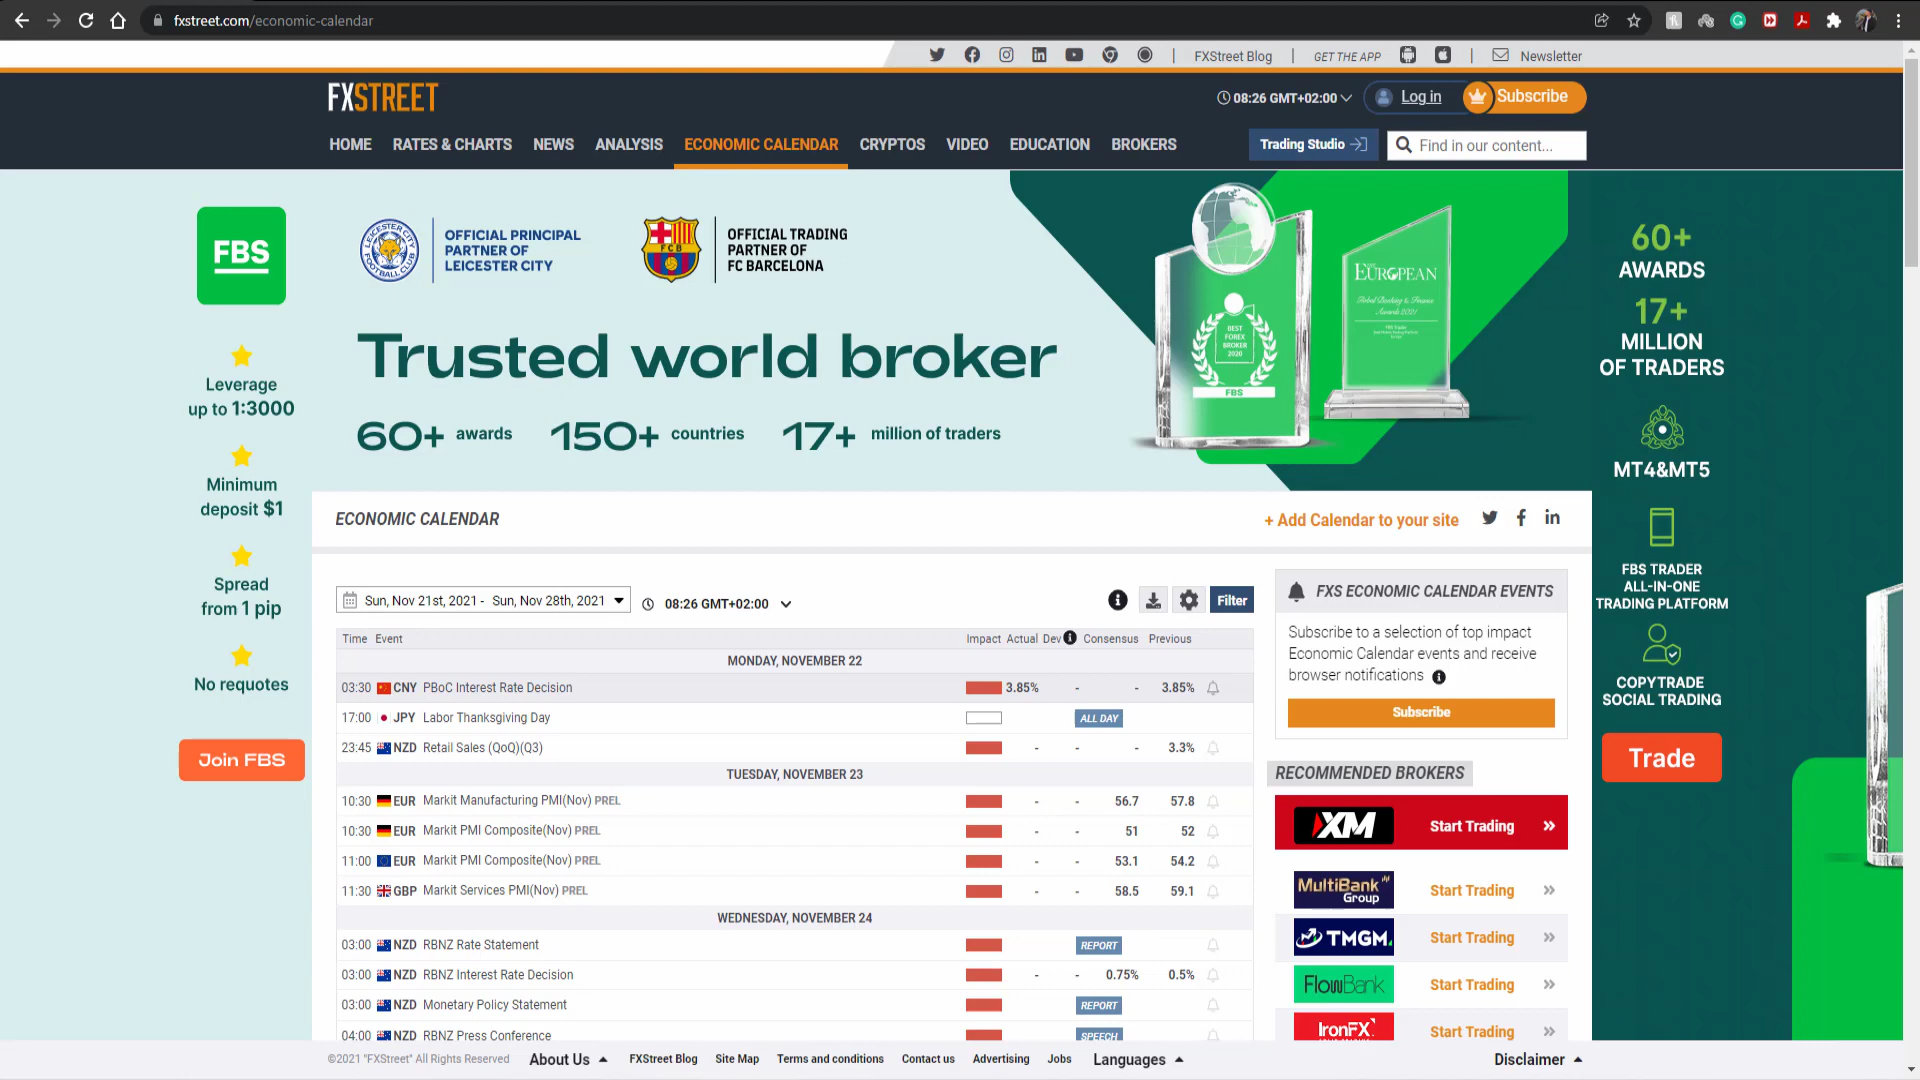 fxstreet.com/economic-calendar
FXStreet Blog | GET THE APP | Newsletter
FXSTREET
08:26 GMT+02:00
Log in
Subscribe
HOME RATES & CHARTS NEWS ANALYSIS ECONOMIC CALENDAR CRYPTOS VIDEO EDUCATION BROKERS
Trading Studio
Find in our content...
FBS
Leverage
up to 1:3000
Minimum
deposit $1
Spread
from 1 pip
No requotes
Join FBS
LEICESTER CITY
FOOTBALL CLUB
OFFICIAL PRINCIPAL
PARTNER OF
LEICESTER CITY
FCB
OFFICIAL TRADING
PARTNER OF
FC BARCELONA
Trusted world broker
60+ awards 150+ countries 17+ million of traders
BEST
FOREX
BROKER
2020
FBS
EUROPEAN
Global Banking & Finance
Awards 2021
60+
AWARDS
17+
MILLION
OF TRADERS
MT4&MT5
FBS TRADER
ALL-IN-ONE
TRADING PLATFORM
COPYTRADE
SOCIAL TRADING
Trade
ECONOMIC CALENDAR
+ Add Calendar to your site
Sun, Nov 21st, 2021 - Sun, Nov 28th, 2021
08:26 GMT+02:00
Filter
Time Event Impact Actual Dev Consensus Previous
MONDAY, NOVEMBER 22
03:30 CNY PBoC Interest Rate Decision 3.85% - - 3.85%
17:00 JPY Labor Thanksgiving Day ALL DAY
23:45 NZD Retail Sales (QoQ)(Q3) - - - 3.3%
TUESDAY, NOVEMBER 23
10:30 EUR Markit Manufacturing PMI(Nov) PREL - - 56.7 57.8
10:30 EUR Markit PMI Composite(Nov) PREL - - 51 52
11:00 EUR Markit PMI Composite(Nov) PREL - - 53.1 54.2
11:30 GBP Markit Services PMI(Nov) PREL - - 58.5 59.1
WEDNESDAY, NOVEMBER 24
03:00 NZD RBNZ Rate Statement REPORT
03:00 NZD RBNZ Interest Rate Decision - - 0.75% 0.5%
03:00 NZD Monetary Policy Statement REPORT
04:00 NZD RBNZ Press Conference SPEECH
FXS ECONOMIC CALENDAR EVENTS
Subscribe to a selection of top impact
Economic Calendar events and receive
browser notifications
Subscribe
RECOMMENDED BROKERS
XM Start Trading »
MultiBank Group Start Trading »
TMGM Start Trading »
FlowBank Start Trading »
IronFX Start Trading »
©2021 "FXStreet" All Rights Reserved About Us FXStreet Blog Site Map Terms and conditions Contact us Advertising Jobs Languages Disclaimer